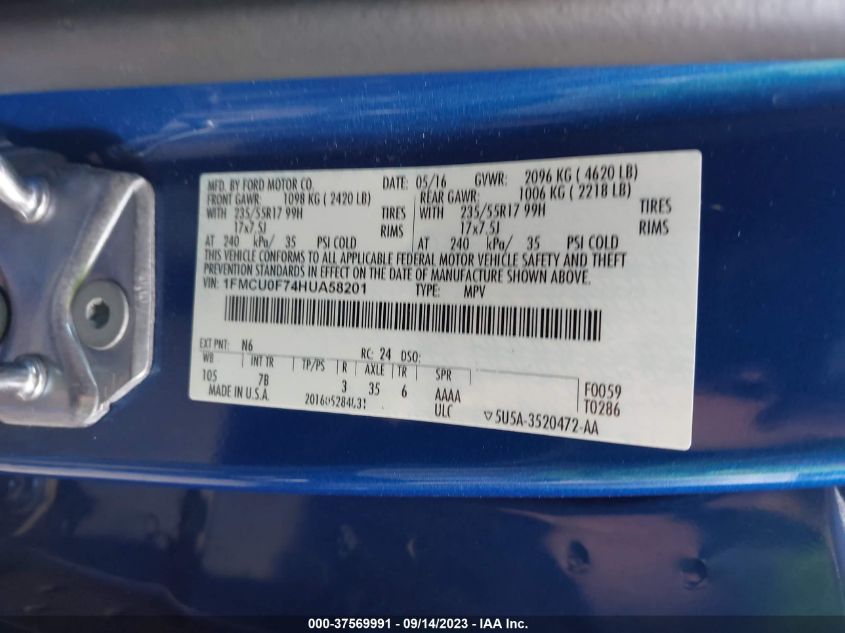 MFD. BY FORD MOTOR CO. DATE: 05/16 GVWR: 2096 KG ( 4620 LB)
FRONT GAWR: 1098 KG ( 2420 LB) REAR GAWR: 1006 KG ( 2218 LB)
WITH 235/55R17 99H TIRES WITH 235/55R17 99H TIRES
17x7.5J RIMS 17x7.5J RIMS
AT 240 kPa/ 35 PSI COLD AT 240 kPa/ 35 PSI COLD
THIS VEHICLE CONFORMS TO ALL APPLICABLE FEDERAL MOTOR VEHICLE SAFETY AND THEFT
PREVENTION STANDARDS IN EFFECT ON THE DATE OF MANUFACTURE SHOWN ABOVE.
VIN: 1FMCU0F74HUA58201 TYPE: MPV
EXT PNT: N6 RC: 24 DSO:
WB INT TR TP/PS R AXLE TR SPR
105 7B 3 35 6 AAAA F0059
MADE IN U.S.A. ULC T0286
▽5U5A-3520472-AA
000-37569991 - 09/14/2023 - IAA Inc.